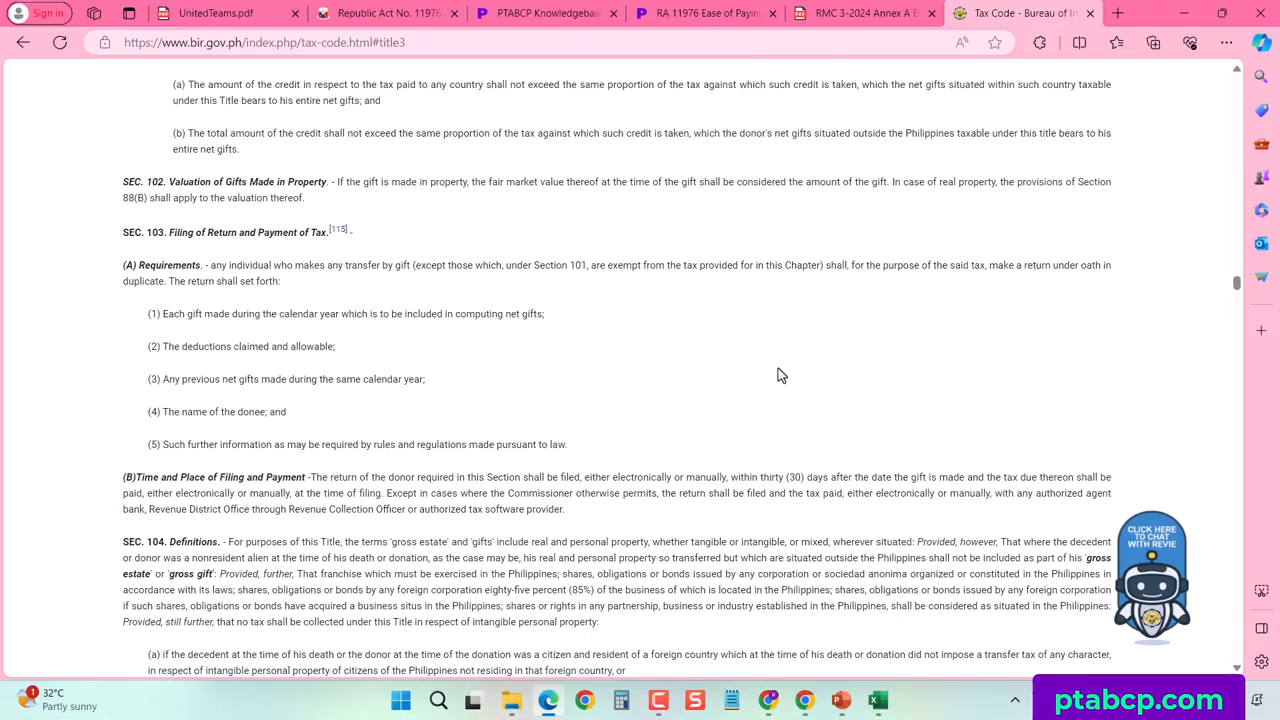 Sign in
UnitedTeams.pdf
Republic Act No. 11976
PTABCP Knowledgebase
RA 11976 Ease of Paying
RMC 3-2024 Annex A E
Tax Code - Bureau of In
https://www.bir.gov.ph/index.php/tax-code.html#title3
(a) The amount of the credit in respect to the tax paid to any country shall not exceed the same proportion of the tax against which such credit is taken, which the net gifts situated within such country taxable
under this Title bears to his entire net gifts; and
(b) The total amount of the credit shall not exceed the same proportion of the tax against which such credit is taken, which the donor's net gifts situated outside the Philippines taxable under this title bears to his
entire net gifts.
SEC. 102. Valuation of Gifts Made in Property. - If the gift is made in property, the fair market value thereof at the time of the gift shall be considered the amount of the gift. In case of real property, the provisions of Section
88(B) shall apply to the valuation thereof.
SEC. 103. Filing of Return and Payment of Tax.[115] -
(A) Requirements. - any individual who makes any transfer by gift (except those which, under Section 101, are exempt from the tax provided for in this Chapter) shall, for the purpose of the said tax, make a return under oath in
duplicate. The return shall set forth:
(1) Each gift made during the calendar year which is to be included in computing net gifts;
(2) The deductions claimed and allowable;
(3) Any previous net gifts made during the same calendar year;
(4) The name of the donee; and
(5) Such further information as may be required by rules and regulations made pursuant to law.
(B)Time and Place of Filing and Payment -The return of the donor required in this Section shall be filed, either electronically or manually, within thirty (30) days after the date the gift is made and the tax due thereon shall be
paid, either electronically or manually, at the time of filing. Except in cases where the Commissioner otherwise permits, the return shall be filed and the tax paid, either electronically or manually, with any authorized agent
bank, Revenue District Office through Revenue Collection Officer or authorized tax software provider.
SEC. 104. Definitions. - For purposes of this Title, the terms 'gross estate' and 'gifts' include real and personal property, whether tangible or intangible, or mixed, wherever situated: Provided, however, That where the decedent
or donor was a nonresident alien at the time of his death or donation, as the case may be, his real and personal property so transferred but which are situated outside the Philippines shall not be included as part of his 'gross
estate' or 'gross gift': Provided, further, That franchise which must be exercised in the Philippines; shares, obligations or bonds issued by any corporation or sociedad anonima organized or constituted in the Philippines in
accordance with its laws; shares, obligations or bonds by any foreign corporation eighty-five percent (85%) of the business of which is located in the Philippines; shares, obligations or bonds issued by any foreign corporation
if such shares, obligations or bonds have acquired a business situs in the Philippines; shares or rights in any partnership, business or industry established in the Philippines, shall be considered as situated in the Philippines:
Provided, still further, that no tax shall be collected under this Title in respect of intangible personal property:
(a) if the decedent at the time of his death or the donor at the time of the donation was a citizen and resident of a foreign country which at the time of his death or donation did not impose a transfer tax of any character,
in respect of intangible personal property of citizens of the Philippines not residing in that foreign country, or
CLICK HERE
TO CHAT
WITH REVIE
1
32°C
Partly sunny
ptabcp.com